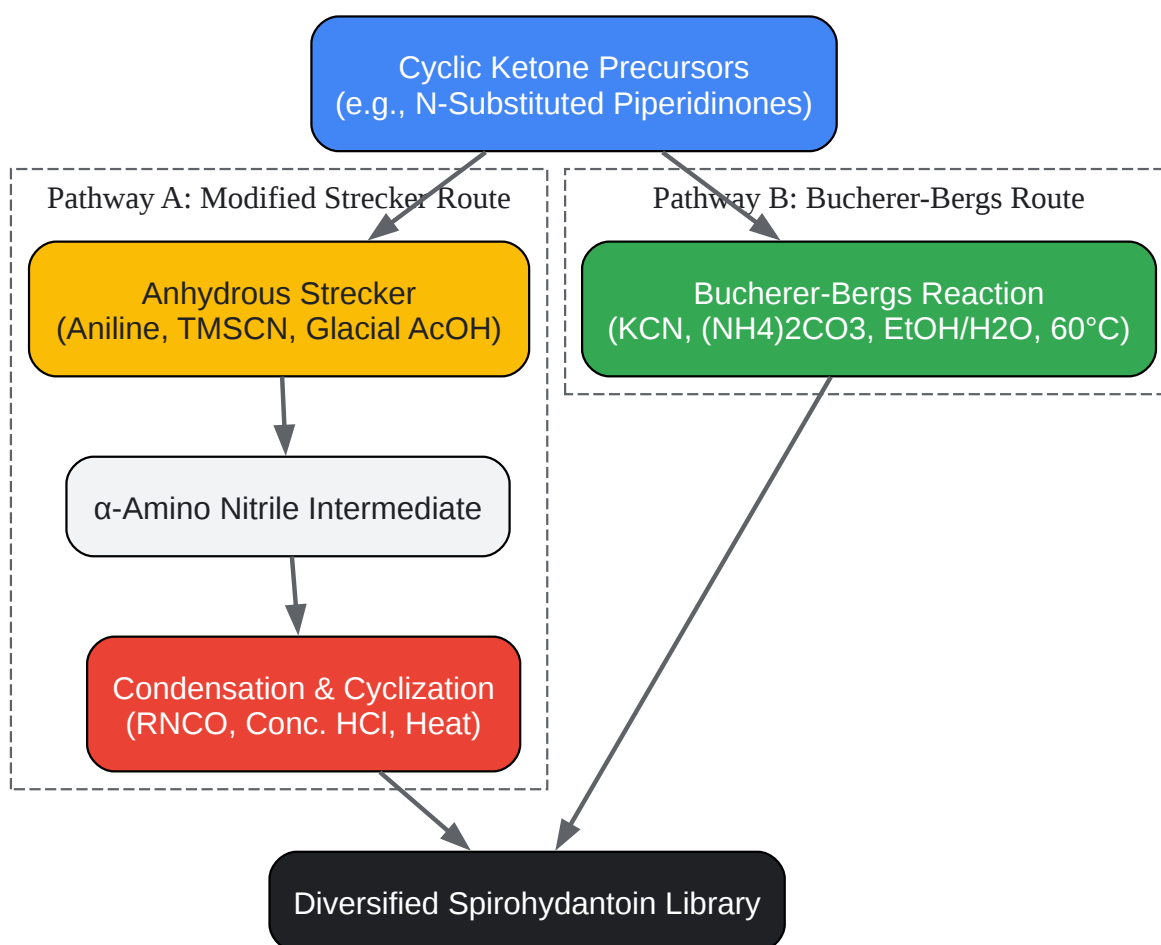 Cyclic Ketone Precursors
(e.g., N-Substituted Piperidinones)
Pathway A: Modified Strecker Route
Anhydrous Strecker
(Aniline, TMSCN, Glacial AcOH)
α-Amino Nitrile Intermediate
Condensation & Cyclization
(RNCO, Conc. HCl, Heat)
Pathway B: Bucherer-Bergs Route
Bucherer-Bergs Reaction
(KCN, (NH4)2CO3, EtOH/H2O, 60°C)
Diversified Spirohydantoin Library